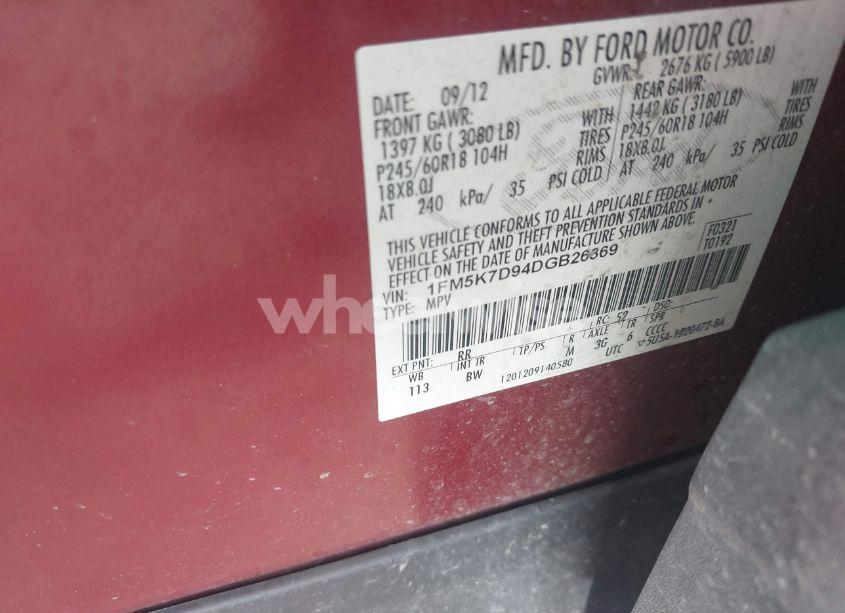 MFD. BY FORD MOTOR CO.
DATE: 09/12 GVWR: 2676 KG ( 5900 LB)
FRONT GAWR: REAR GAWR:
1397 KG ( 3080 LB) WITH 1442 KG ( 3180 LB) WITH
P245/60R18 104H TIRES P245/60R18 104H TIRES
18X8.0J RIMS 18X8.0J RIMS
AT 240 kPa/ 35 PSI COLD AT 240 kPa/ 35 PSI COLD
THIS VEHICLE CONFORMS TO ALL APPLICABLE FEDERAL MOTOR
VEHICLE SAFETY AND THEFT PREVENTION STANDARDS IN
EFFECT ON THE DATE OF MANUFACTURE SHOWN ABOVE.
F0321
T0192
VIN: 1FM5K7D94DGB26369
TYPE: MPV
EXT PNT: RR RC: 52 DSO:
WB INT TR TP/PS R AXLE TR SPR
113 BW M 3G 6 CCCC
1201209140580 UTC